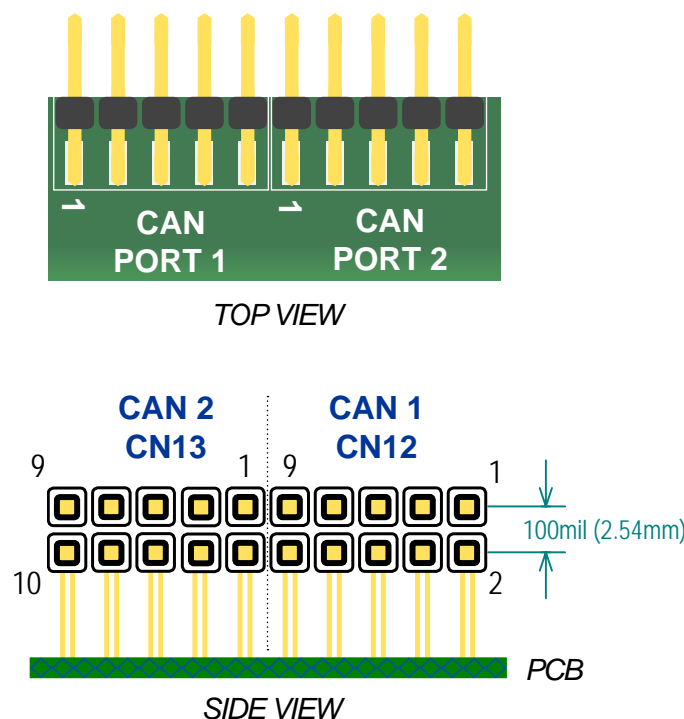 1
1
CAN
PORT 1
CAN
PORT 2
TOP VIEW
CAN 2
CN13
CAN 1
CN12
9
1
9
1
100mil (2.54mm)
10
2
PCB
SIDE VIEW